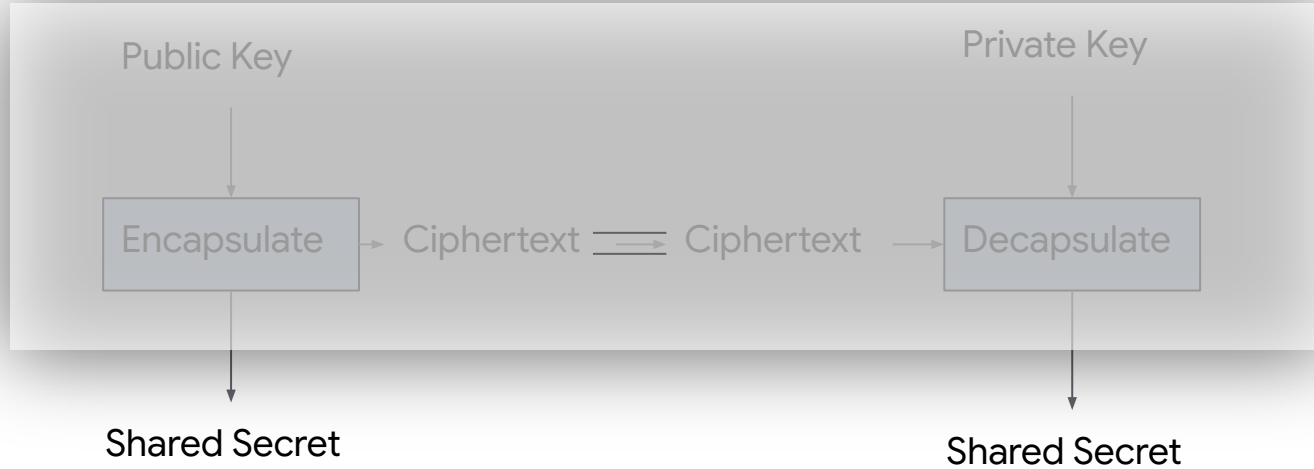 Public Key
Private Key
Encapsulate
Ciphertext
Ciphertext
Decapsulate
Shared Secret
Shared Secret